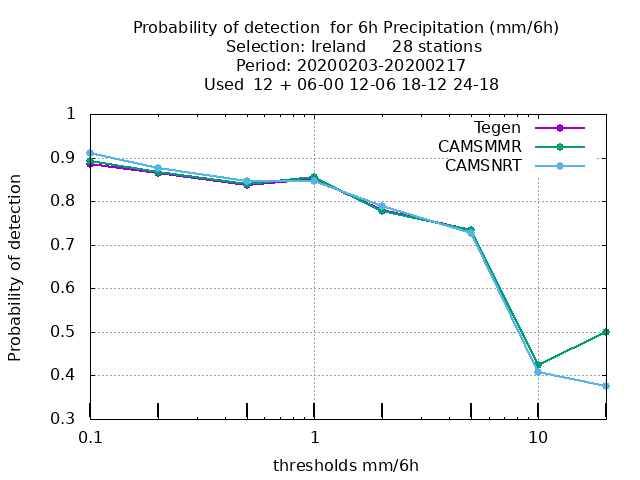 Probability of detection  for 6h Precipitation (mm/6h)
Selection: Ireland     28 stations
Period: 20200203-20200217
Used  12 + 06-00 12-06 18-12 24-18
Tegen
CAMSMMR
CAMSNRT
1
0.9
0.8
0.7
0.6
0.5
0.4
0.3
Probability of detection
0.1 1 10
thresholds mm/6h